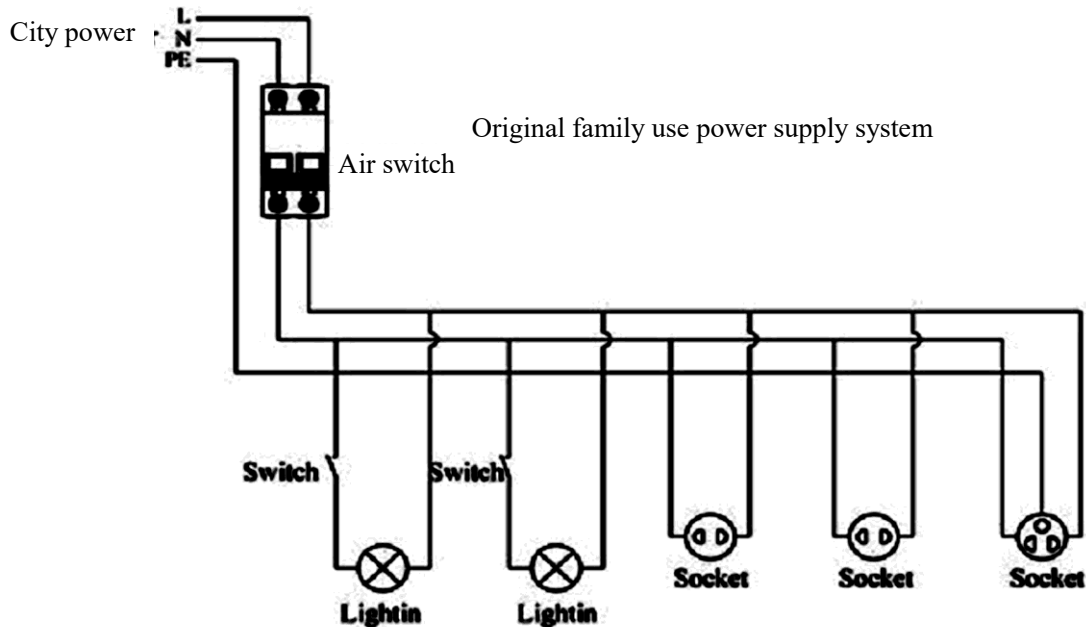 L
City power
N
PE
Original family use power supply system
Air switch
Switch
Switch
Socket
Socket
Socket
Lightin
Lightin